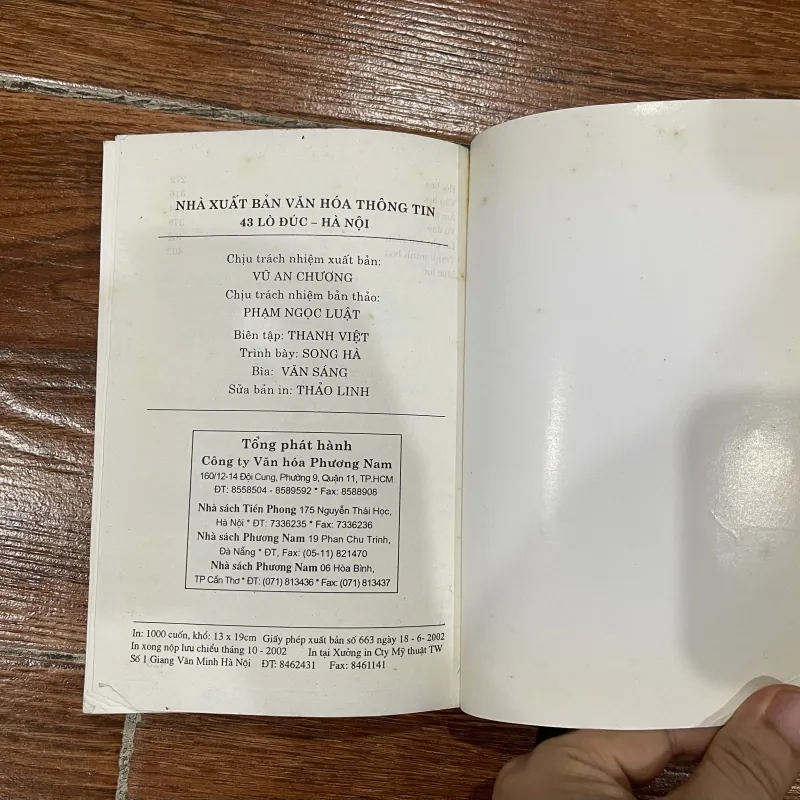 NHÀ XUẤT BẢN VĂN HÓA THÔNG TIN
43 LÒ ĐÚC – HÀ NỘI
Chịu trách nhiệm xuất bản:
VŨ AN CHƯƠNG
Chịu trách nhiệm bản thảo:
PHẠM NGỌC LUẬT
Biên tập: THANH VIỆT
Trình bày: SONG HÀ
Bìa: VĂN SÁNG
Sửa bản in: THẢO LINH
Tổng phát hành
Công ty Văn hóa Phương Nam
160/12-14 Đội Cung, Phường 9, Quận 11, TP.HCM
ĐT: 8558504 - 8589592 * Fax: 8588908
Nhà sách Tiền Phong 175 Nguyễn Thái Học,
Hà Nội * ĐT: 7336235 * Fax: 7336236
Nhà sách Phương Nam 19 Phan Chu Trinh,
Đà Nẵng * ĐT, Fax: (05-11) 821470
Nhà sách Phương Nam 06 Hòa Bình,
TP Cần Thơ * ĐT: (071) 813436 * Fax: (071) 813437
In: 1000 cuốn, khổ: 13 x 19cm Giấy phép xuất bản số 663 ngày 18 - 6 - 2002
In xong nộp lưu chiểu tháng 10 - 2002 In tại Xưởng in Cty Mỹ thuật TW
Số 1 Giang Văn Minh Hà Nội ĐT: 8462431 Fax: 8461141